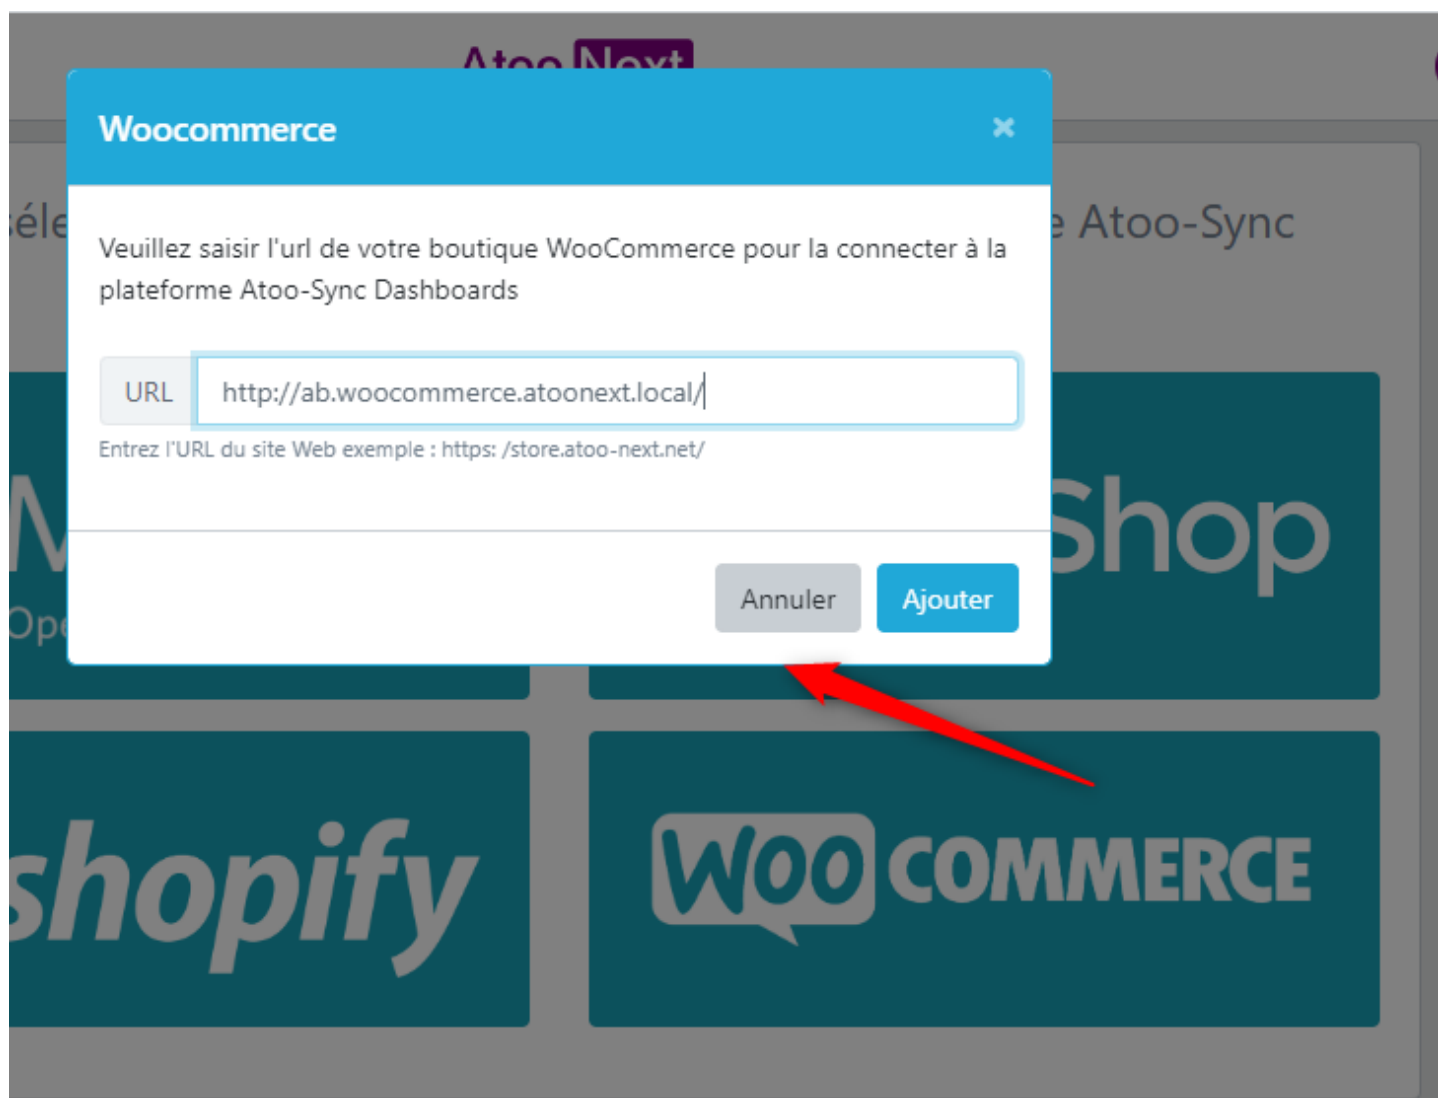 Atoo Next
Woocommerce
×
séle
e Atoo-Sync
Veuillez saisir l'url de votre boutique WooCommerce pour la connecter à la
plateforme Atoo-Sync Dashboards
URL
http://ab.woocommerce.atoonext.local/
Entrez l'URL du site Web exemple : https: /store.atoo-next.net/
M
Shop
Ope
Annuler
Ajouter
shopify
WOO COMMERCE